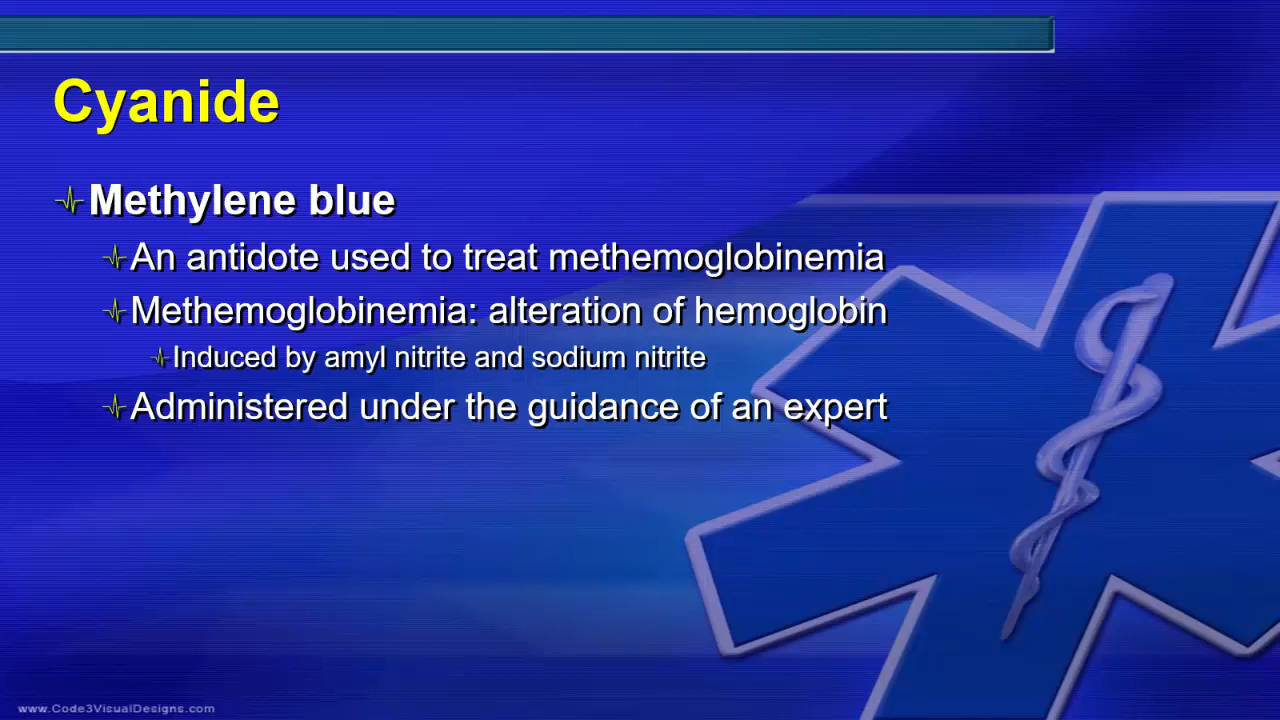 Cyanide
Methylene blue
An antidote used to treat methemoglobinemia
Methemoglobinemia: alteration of hemoglobin
Induced by amyl nitrite and sodium nitrite
Administered under the guidance of an expert
www.Code3VisualDesigns.com